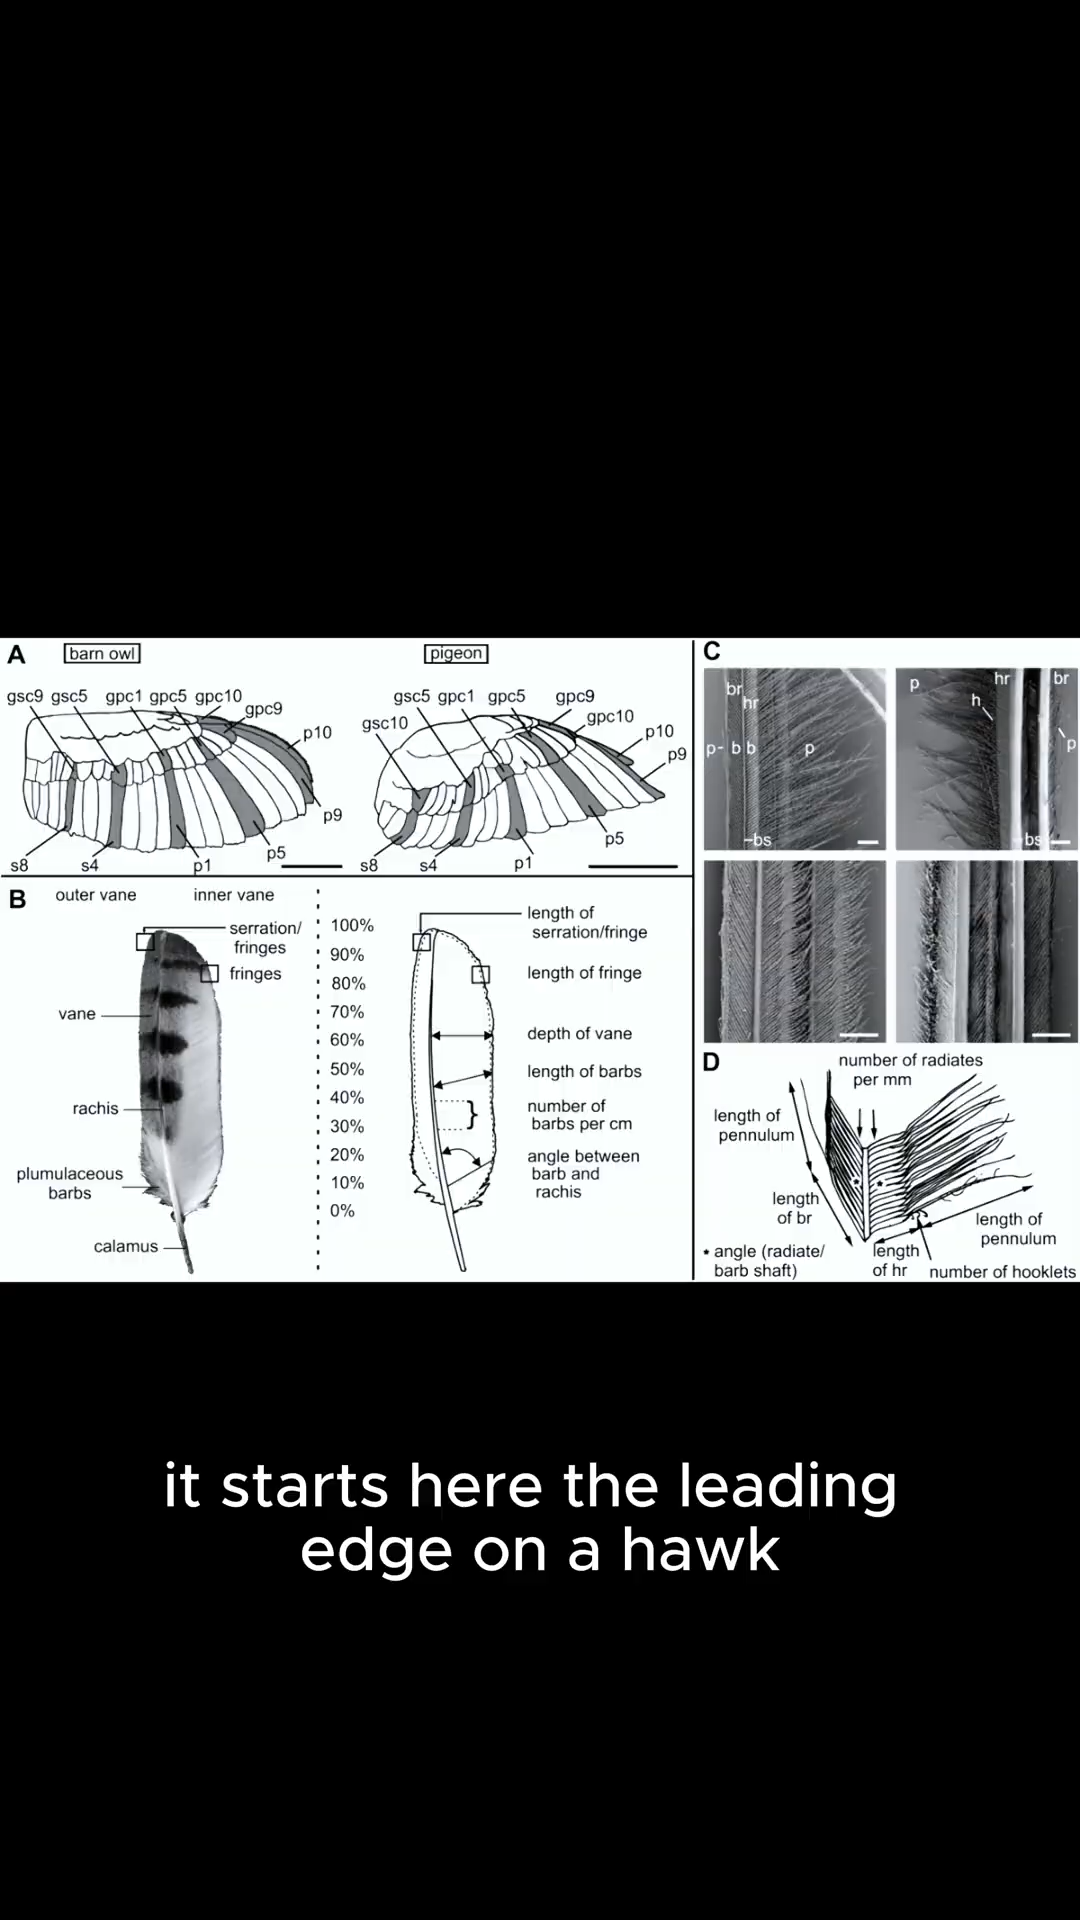 A
barn owl
pigeon
gsc9 gsc5 gpc1 gpc5 gpc10
gpc9
p10
p9
p5
p1
s4
s8
gsc5 gpc1 gpc5 gpc9
gsc10
gpc10
p10
p9
p5
p1
s4
s8
B
outer vane
inner vane
serration/
fringes
fringes
vane
rachis
plumulaceous
barbs
calamus
100%
90%
80%
70%
60%
50%
40%
30%
20%
10%
0%
length of
serration/fringe
length of fringe
depth of vane
length of barbs
number of
barbs per cm
angle between
barb and
rachis
C
br
hr
p
b b
p
bs
p
h
hr
br
p
bs
D
number of radiates
per mm
length of
pennulum
length
of br
* angle (radiate/
barb shaft)
length
of hr
length of
pennulum
number of hooklets
it starts here the leading
edge on a hawk